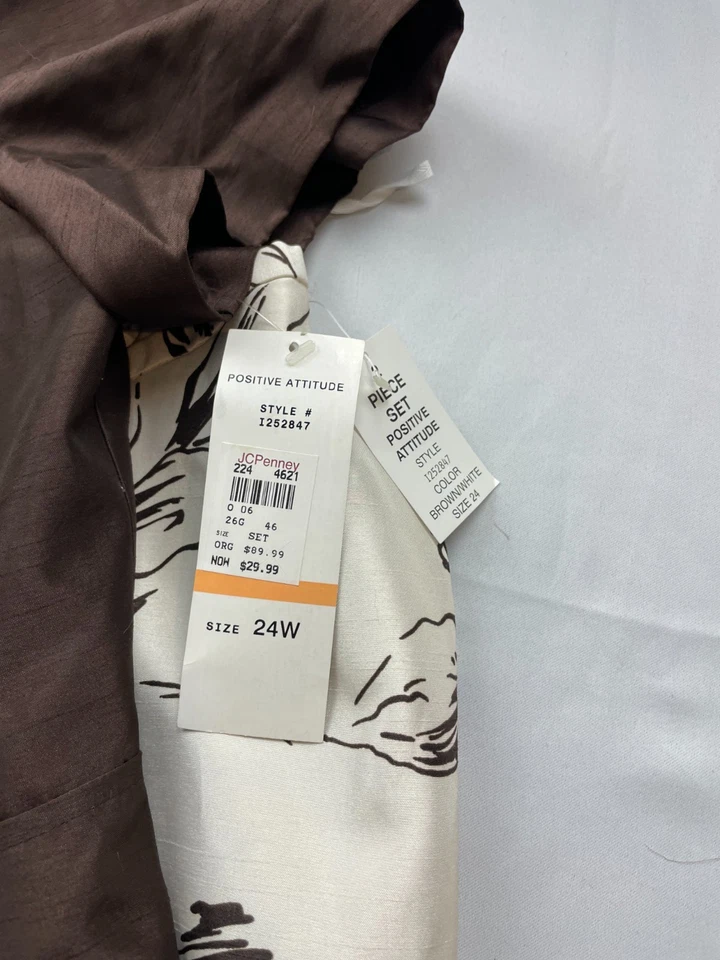 POSITIVE ATTITUDE
STYLE #
I252847
JCPenney
224 4621
O 06
26G 46
SIZE SET
ORG $89.99
NOW $29.99
SIZE 24W
PIECE
SET
POSITIVE
ATTITUDE
STYLE
I252847
COLOR
BROWN/WHITE
SIZE 24